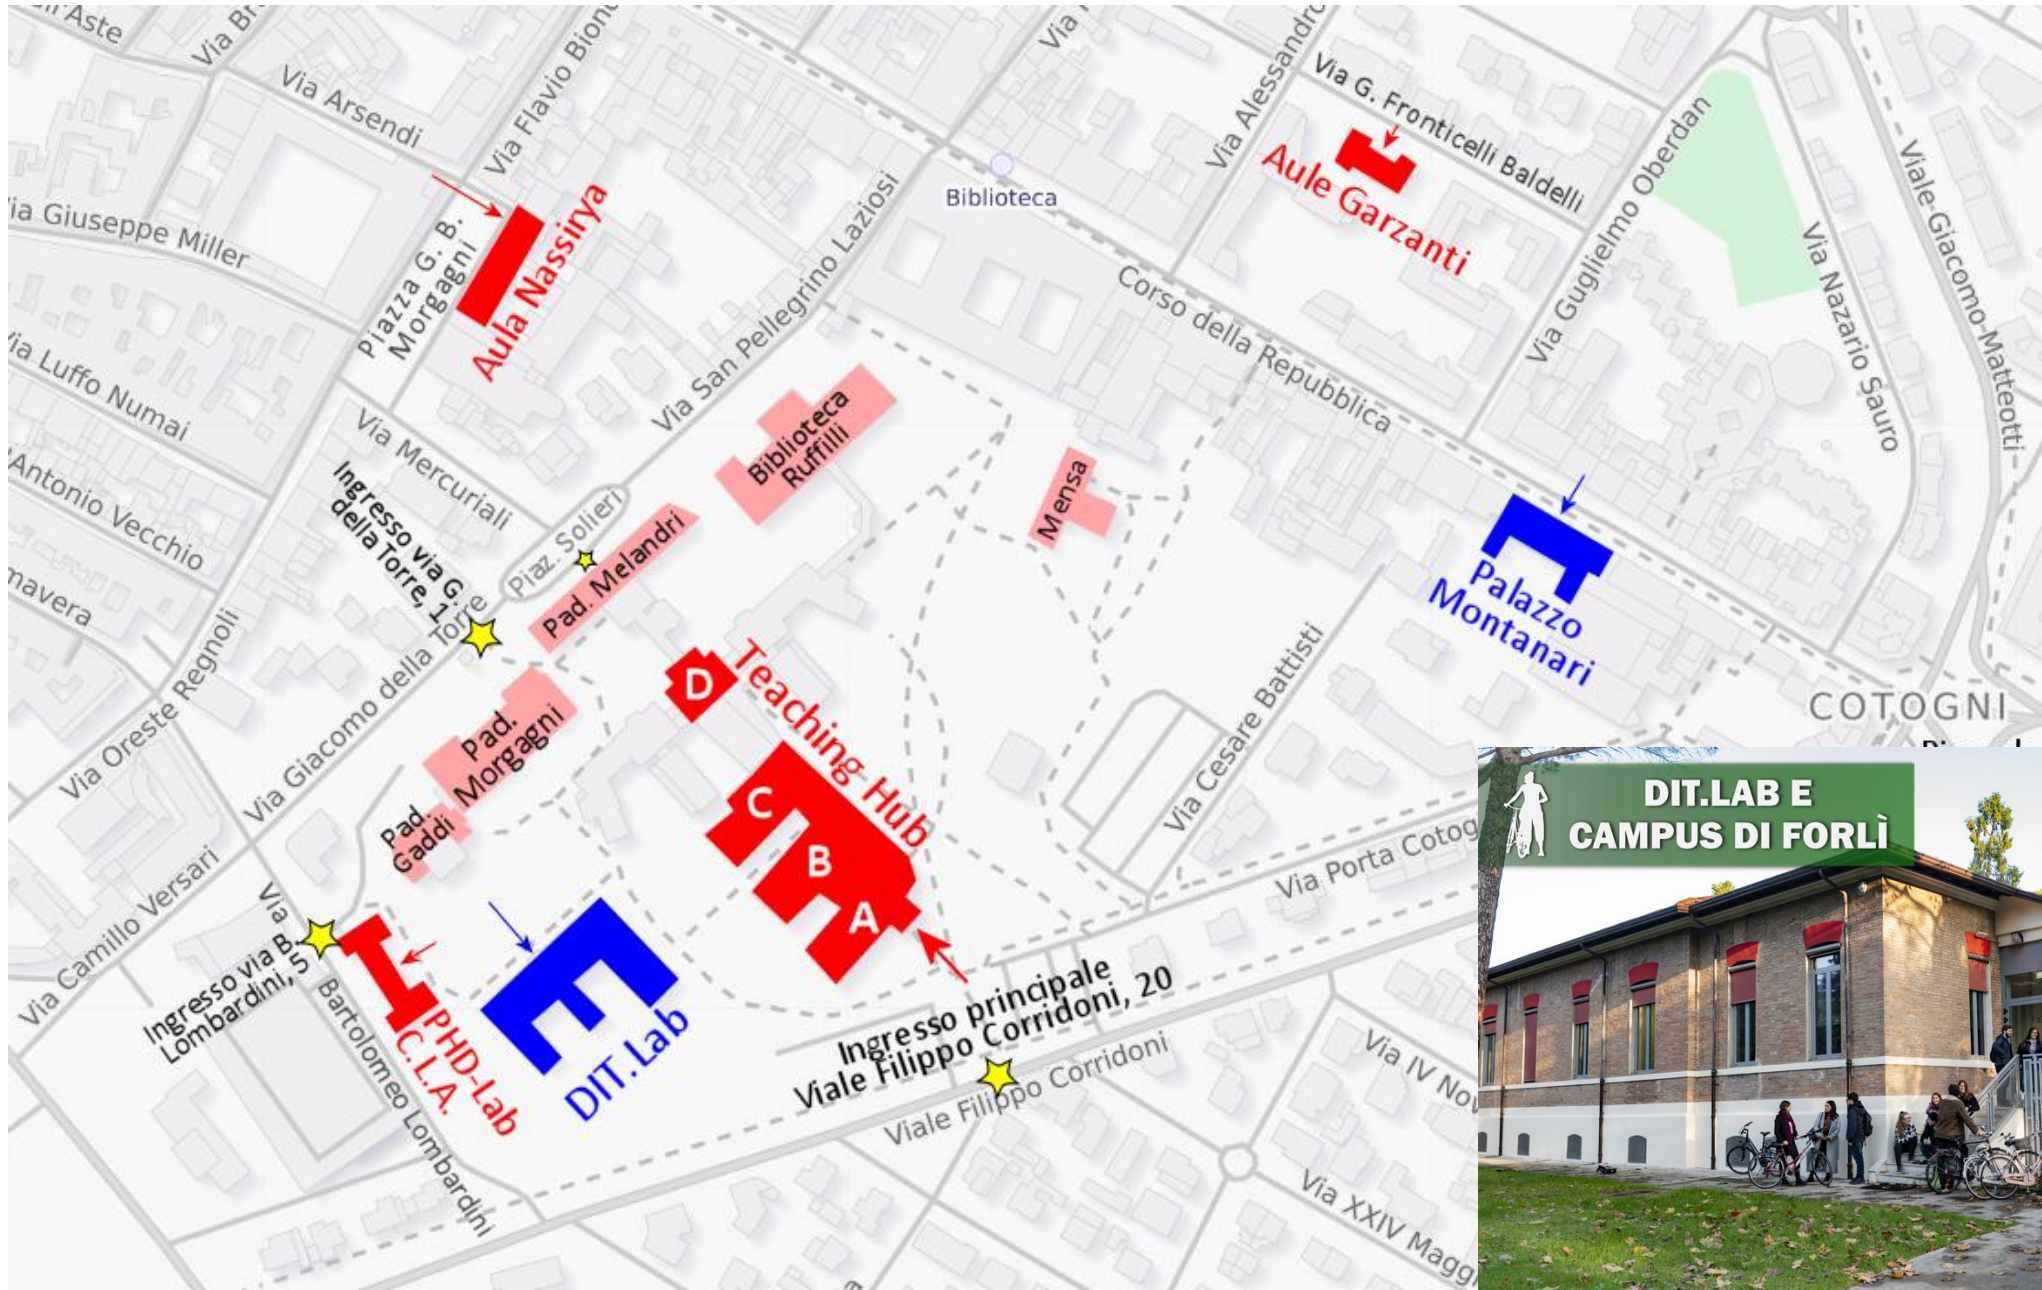 Via Arsendi
Via Flavio Biond
Via G. Fronticelli Baldelli
Via Alessandro
Aule Garzanti
Via Guglielmo Oberdan
Viale Giacomo Matteotti
Via Nazario Sauro
Biblioteca
Aula Nassirya
Piazza G. B.
Morgagni
ia Giuseppe Miller
Via San Pellegrino Laziosi
Corso della Repubblica
ia Luffo Numai
Via Mercuriali
Biblioteca
Ruffilli
Mensa
Antonio Vecchio
Ingresso via G.
della Torre, 1
Piaz. Solieri
Pad. Melandri
Palazzo
Montanari
mavera
Via Oreste Regnoli
Via Giacomo della Torre
D
Teaching Hub
C
B
A
Pad.
Morgagni
Pad.
Gaddi
Via Cesare Battisti
COTOGNI
Via Porta Cotog
Via Camillo Versari
Ingresso via B.
Lombardini, 5
Via Bartolomeo Lombardini
PHD-Lab
C.L.A.
DIT.Lab
Ingresso principale
Viale Filippo Corridoni, 20
Viale Filippo Corridoni
Via IV Nov
Via XXIV Magg
DIT.LAB E
CAMPUS DI FORLÌ